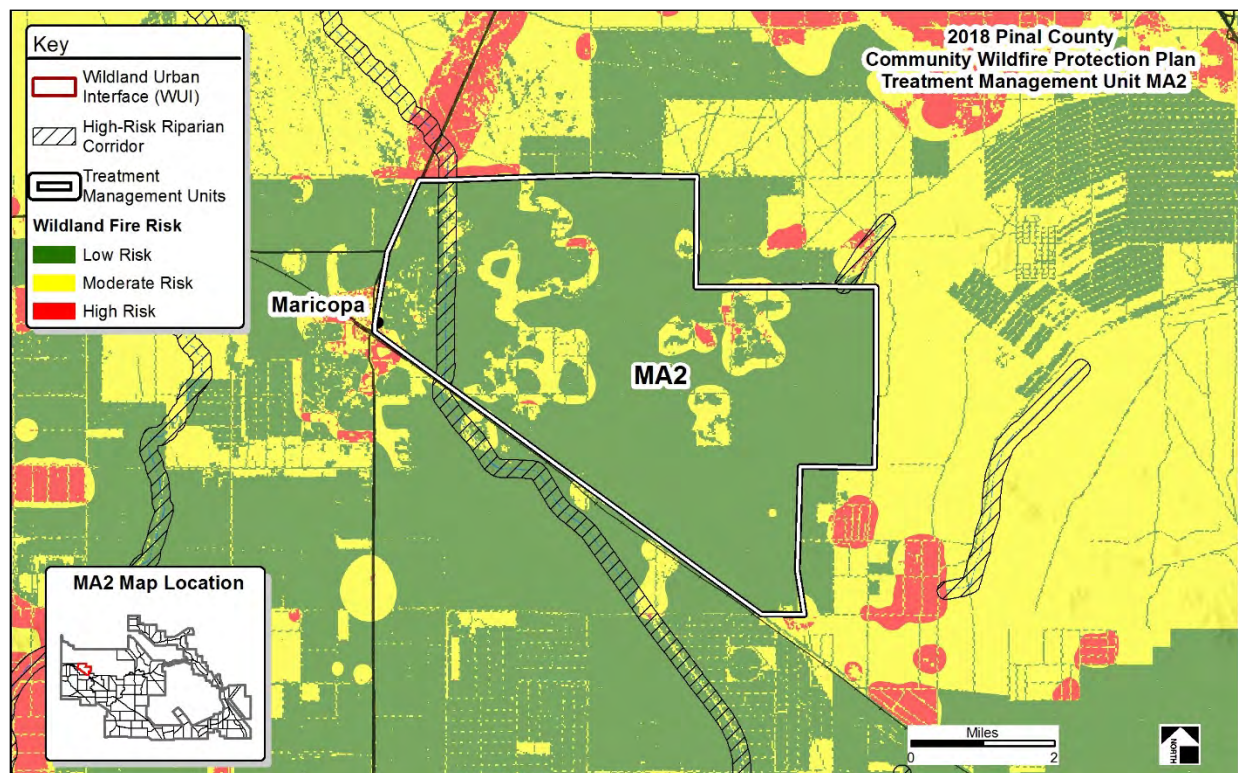 Key
Wildland Urban
Interface (WUI)
High-Risk Riparian
Corridor
Treatment
Management Units
Wildland Fire Risk
Low Risk
Moderate Risk
High Risk
2018 Pinal County
Community Wildfire Protection Plan
Treatment Management Unit MA2
Maricopa
MA2
MA2 Map Location
Miles
0 2
NORTH